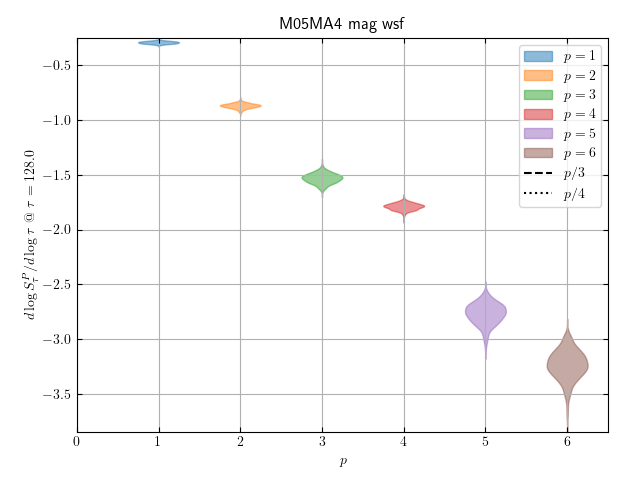 M05MA4 mag wsf
d log S_τ^P / d log τ @ τ = 128.0
−0.5
−1.0
−1.5
−2.0
−2.5
−3.0
−3.5
p = 1
p = 2
p = 3
p = 4
p = 5
p = 6
p/3
p/4
0 1 2 3 4 5 6
p